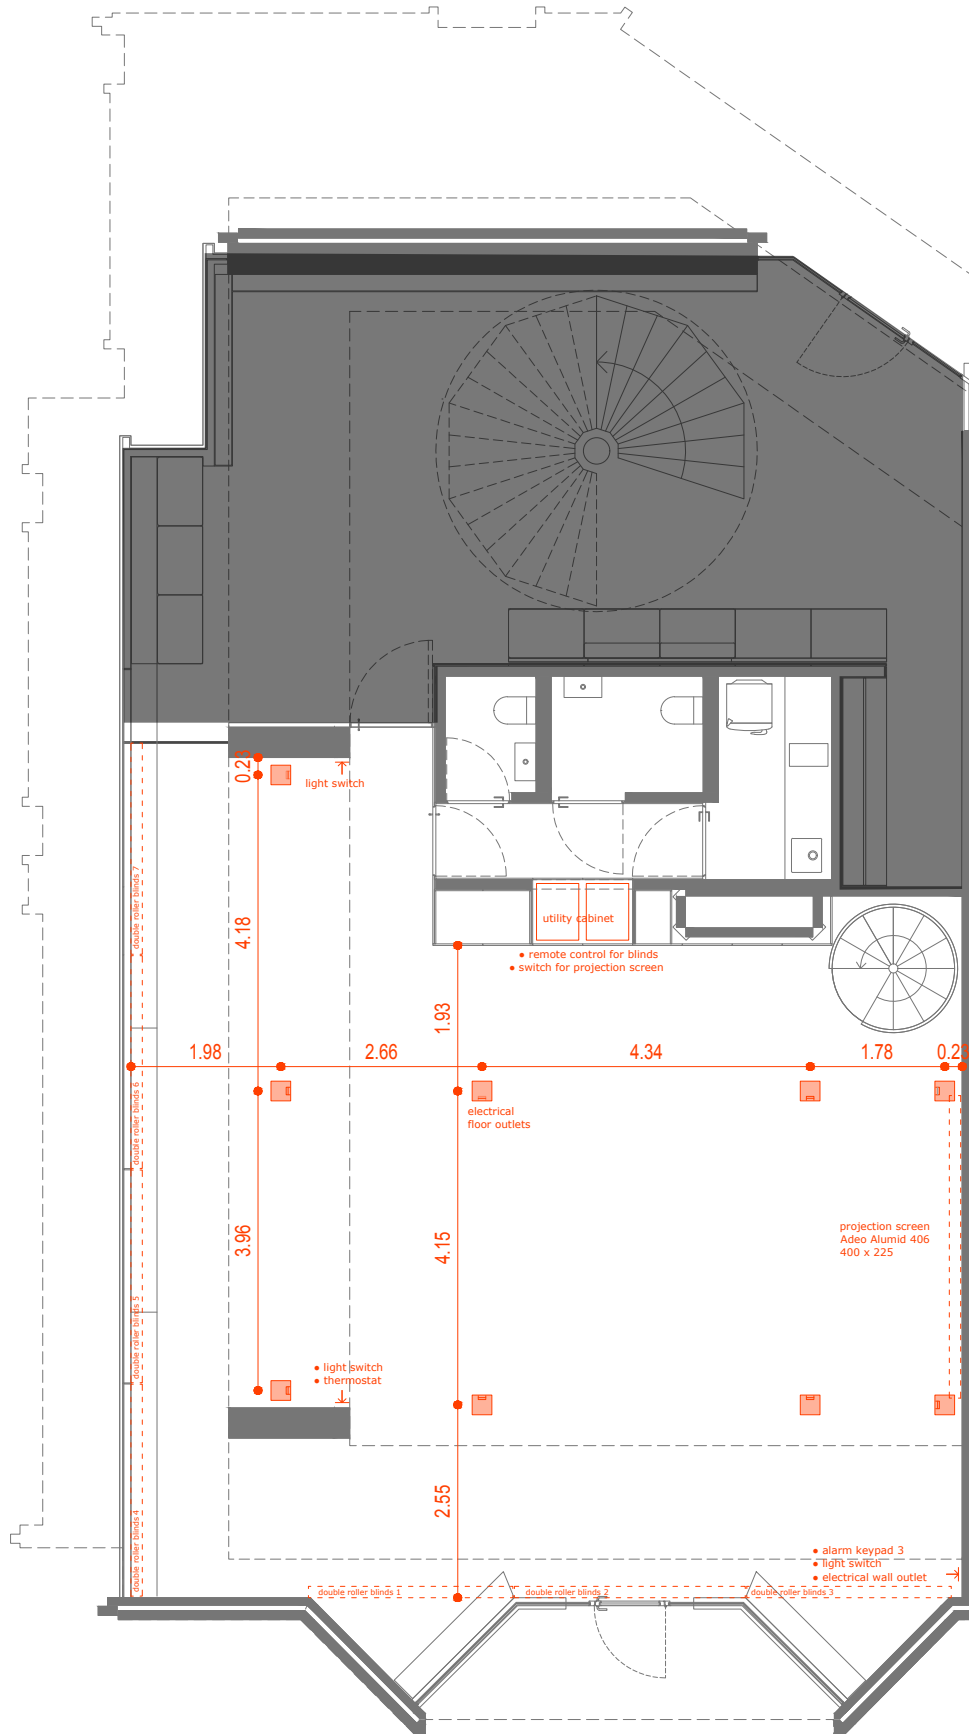 0.23
light switch
double roller blinds 7
4.18
utility cabinet
• remote control for blinds
• switch for projection screen
1.93
1.98
2.66
4.34
1.78
0.23
double roller blinds 6
electrical
floor outlets
3.96
4.15
projection screen
Adeo Alumid 406
400 x 225
double roller blinds 5
• light switch
• thermostat
2.55
double roller blinds 4
• alarm keypad 3
• light switch
• electrical wall outlet
double roller blinds 1
double roller blinds 2
double roller blinds 3